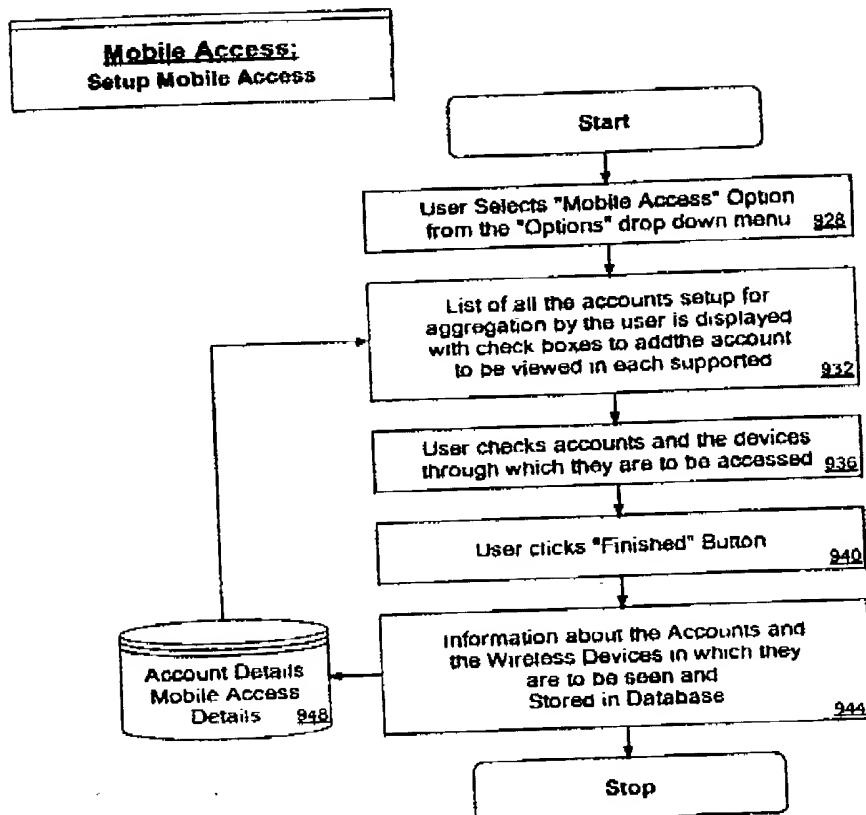 Mobile Access:
Setup Mobile Access
Start
User Selects "Mobile Access" Option
from the "Options" drop down menu 928
List of all the accounts setup for
aggregation by the user is displayed
with check boxes to addthe account
to be viewed in each supported 932
User checks accounts and the devices
through which they are to be accessed 936
User clicks "Finished" Button 940
Information about the Accounts and
the Wireless Devices in which they
are to be seen and
Stored in Database 944
Account Details
Mobile Access
Details 948
Stop